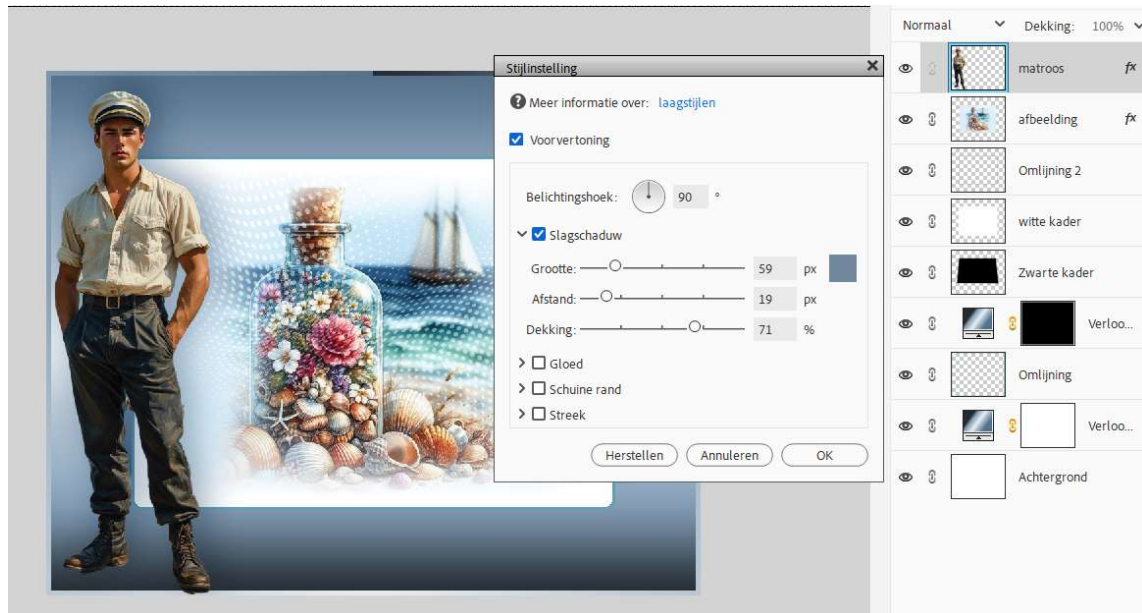 Stijlinstelling
Meer informatie over: laagstijlen
Voorvertoning
Belichtingshoek: 90 °
Slagschaduw
Grootte: 59 px
Afstand: 19 px
Dekking: 71 %
Gloed
Schuine rand
Streek
Herstellen Annuleren OK
Normaal Dekking: 100%
matroos fx
afbeelding fx
Omlijning 2
witte kader
Zwarte kader
Verloo...
Omlijning
Verloo...
Achtergrond